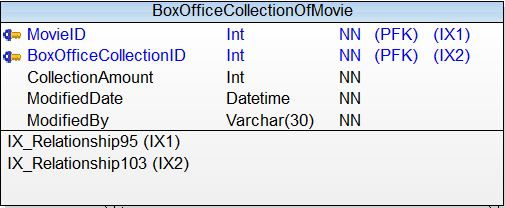 BoxOfficeCollectionOfMovie
MovieID Int NN (PFK) (IX1)
BoxOfficeCollectionID Int NN (PFK) (IX2)
CollectionAmount Int NN
ModifiedDate Datetime NN
ModifiedBy Varchar(30) NN
IX_Relationship95 (IX1)
IX_Relationship103 (IX2)